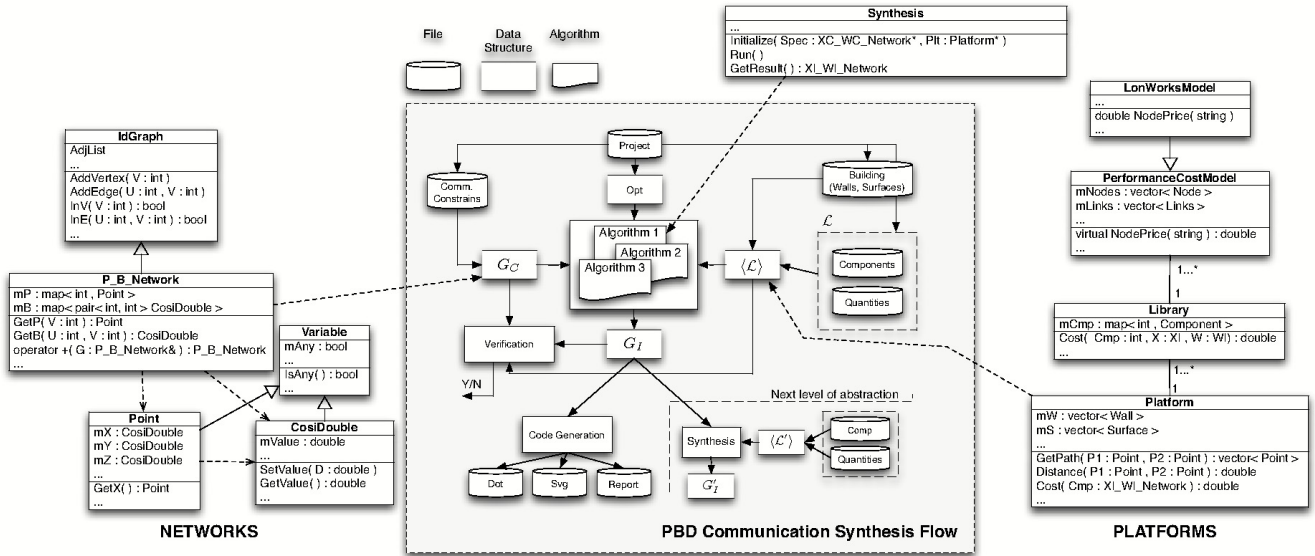 File
Data
Structure
Algorithm
Synthesis
...
Initialize( Spec : XC_WC_Network* , Plt : Platform* )
Run( )
GetResult( ) : XI_WI_Network
IdGraph
AdjList
...
AddVertex( V : int )
AddEdge( U : int , V : int )
InV( V : int ) : bool
InE( U : int , V : int ) : bool
...
P_B_Network
mP : map< int , Point >
mB : map< pair< int, int > CosiDouble >
GetP( V : int ) : Point
GetB( U : int , V : int ) : CosiDouble
operator +( G : P_B_Network& ) : P_B_Network
...
Variable
mAny : bool
...
IsAny( ) : bool
...
Point
mX : CosiDouble
mY : CosiDouble
mZ : CosiDouble
...
GetX( ) : Point
...
CosiDouble
mValue : double
...
SetValue( D : double )
GetValue( ) : double
...
NETWORKS
Project
Comm.
Constrains
Opt
Building
(Walls, Surfaces)
ℒ
Algorithm 1
Algorithm 2
Algorithm 3
G_C
⟨ℒ⟩
Components
Quantities
Verification
G_I
Y/N
Next level of abstraction
Code Generation
Synthesis
⟨ℒ'⟩
Comp
Quantities
Dot
Svg
Report
G'_I
PBD Communication Synthesis Flow
LonWorksModel
...
double NodePrice( string )
...
PerformanceCostModel
mNodes : vector< Node >
mLinks : vector< Links >
...
virtual NodePrice( string ) : double
...
1...*
1
Library
mCmp : map< int , Component >
Cost( Cmp : int, X : XI , W : WI) : double
...
1...*
1
Platform
mW : vector< Wall >
mS : vector< Surface >
...
GetPath( P1 : Point , P2 : Point ) : vector< Point>
Distance( P1 : Point , P2 : Point ) : double
Cost( Cmp : XI_WI_Network ) : double
...
PLATFORMS